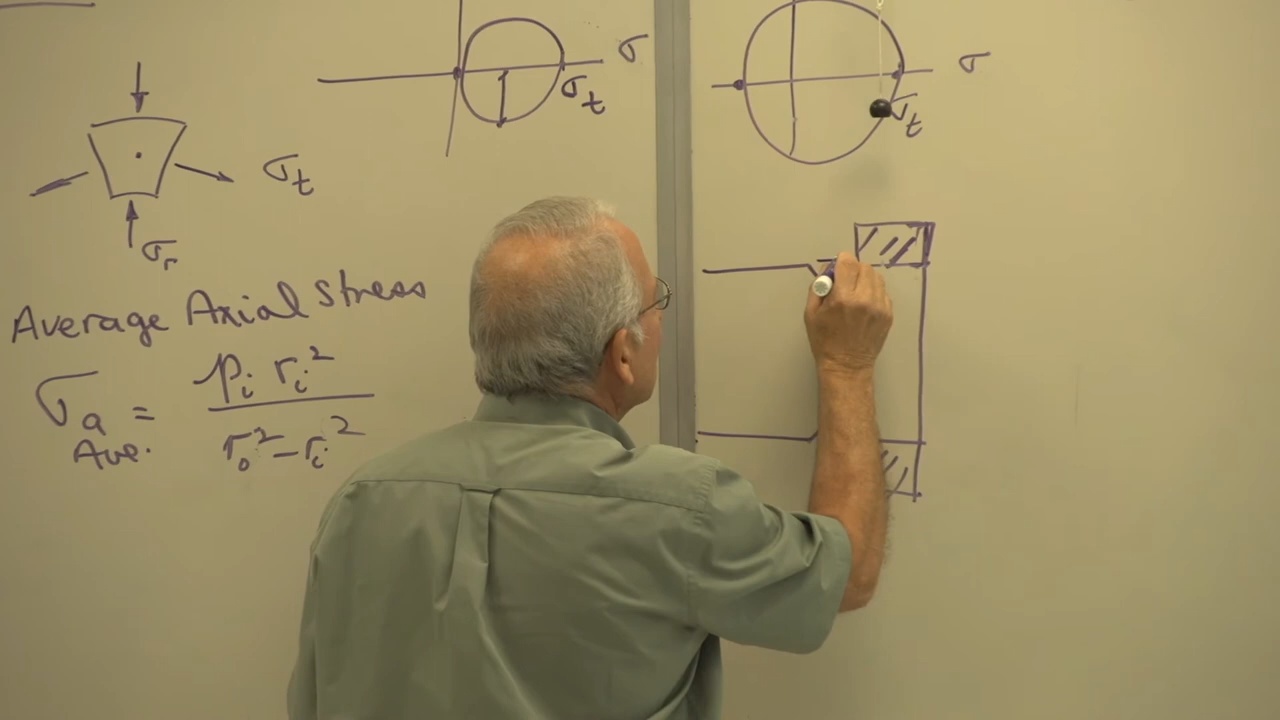 σ
σt
σ
σt
σt
σr
Average Axial Stress
σa = pi ri² / ro² - ri²
Ave.